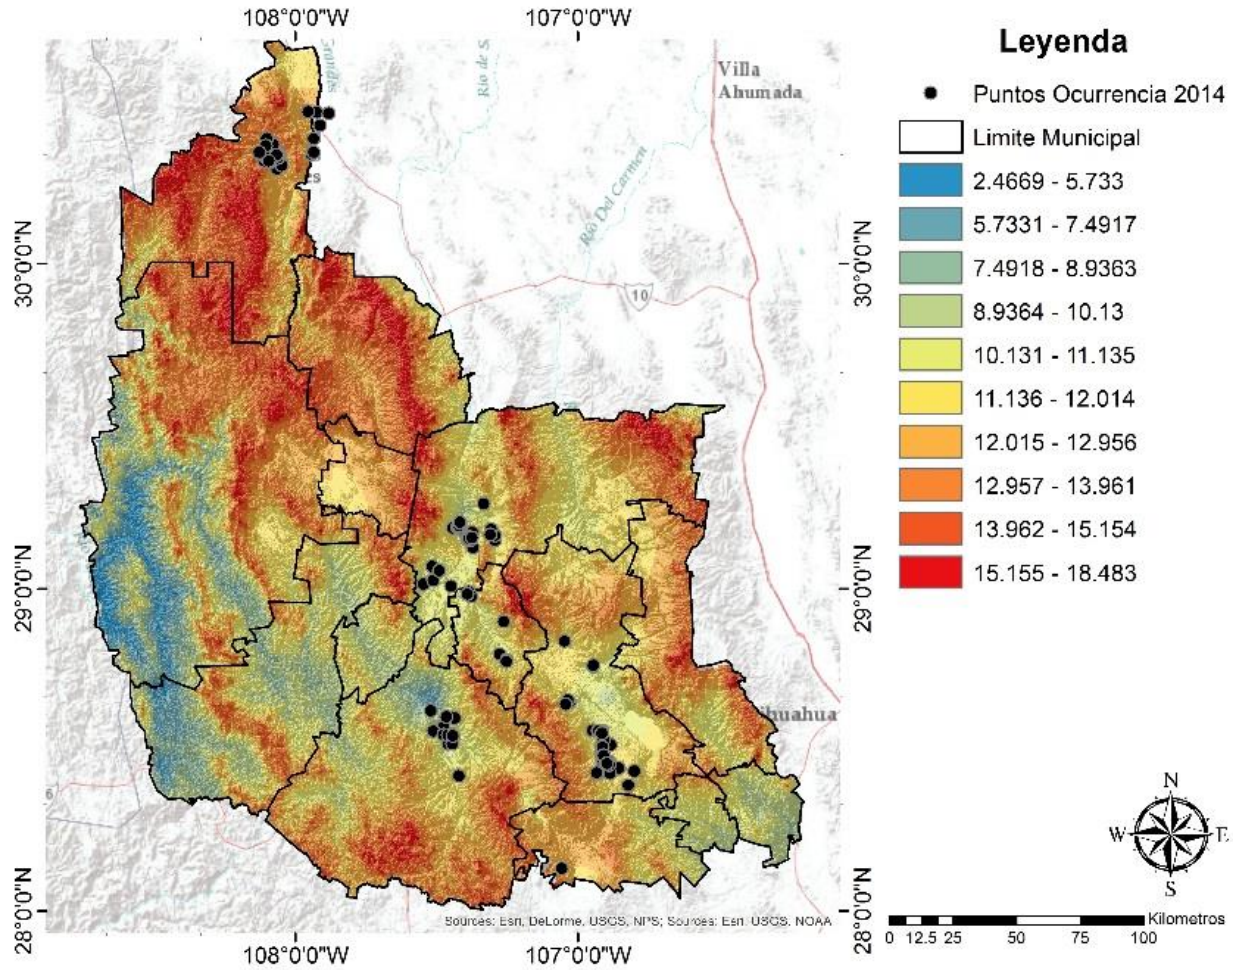 108°0'0"W
107°0'0"W
Leyenda
Puntos Ocurrencia 2014
Limite Municipal
2.4669 - 5.733
5.7331 - 7.4917
7.4918 - 8.9363
8.9364 - 10.13
10.131 - 11.135
11.136 - 12.014
12.015 - 12.956
12.957 - 13.961
13.962 - 15.154
15.155 - 18.483
Villa
Ahumada
Rio de S
Rio Del Carmen
es
10
30°0'0"N
30°0'0"N
29°0'0"N
29°0'0"N
28°0'0"N
28°0'0"N
huahua
6
Sources: Esri, DeLorme, USGS, NPS; Sources: Esri, USGS, NOAA
108°0'0"W
107°0'0"W
N
W
E
S
Kilometros
0 12.5 25 50 75 100